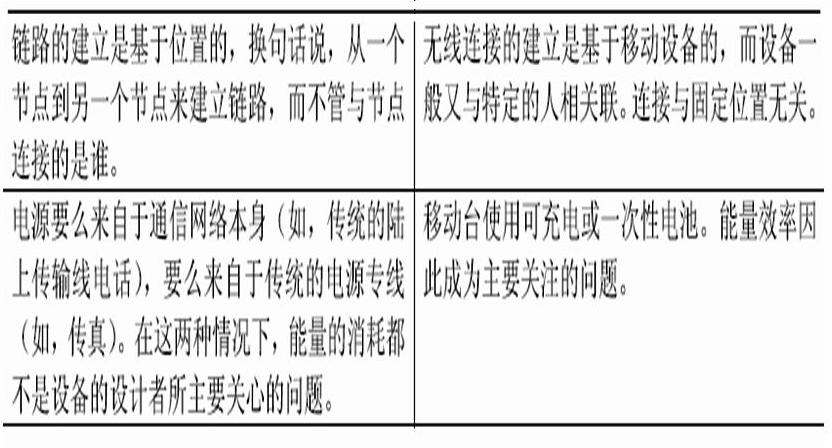 链路的建立是基于位置的，换句话说，从一个
节点到另一个节点来建立链路，而不管与节点
连接的是谁。
无线连接的建立是基于移动设备的，而设备一
般又与特定的人相关联。连接与固定位置无关。
电源要么来自于通信网络本身（如，传统的陆
上传输线电话），要么来自于传统的电源专线
（如，传真）。在这两种情况下，能量的消耗都
不是设备的设计者所主要关心的问题。
移动台使用可充电或一次性电池。能量效率因
此成为主要关注的问题。